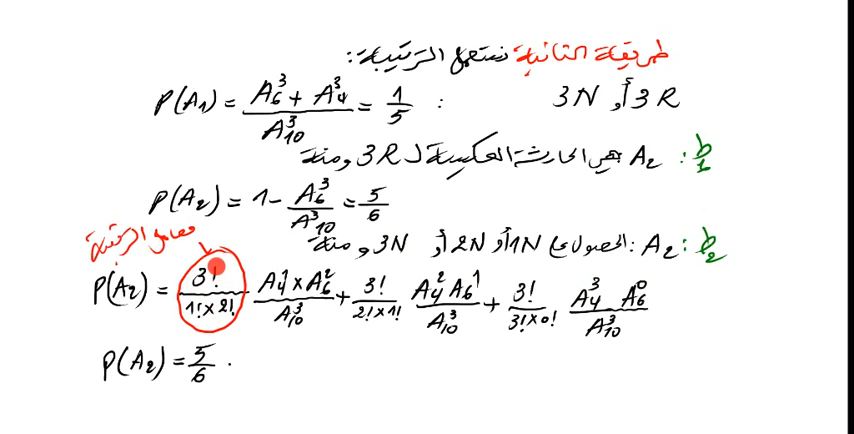 طريقة الثانية نستعمل الترتيبة:
3R أو 3N : P(A₁) = (A₆³ + A₄³) / A₁₀³ = 1/5
ط₁: A₂ هي الحادثة العكسية لـ 3R ومنه
P(A₂) = 1 - A₆³ / A₁₀³ = 5/6
ط₂: A₂: الحصول على 1N أو 2N أو 3N ومنه
معامل الترتيبة
P(A₂) = 3! / (1! × 2!) (A₄¹ × A₆²) / A₁₀³ + 3! / (2! × 1!) (A₄² A₆¹) / A₁₀³ + 3! / (3! × 0!) (A₄³ A₆⁰) / A₁₀³
P(A₂) = 5/6 .